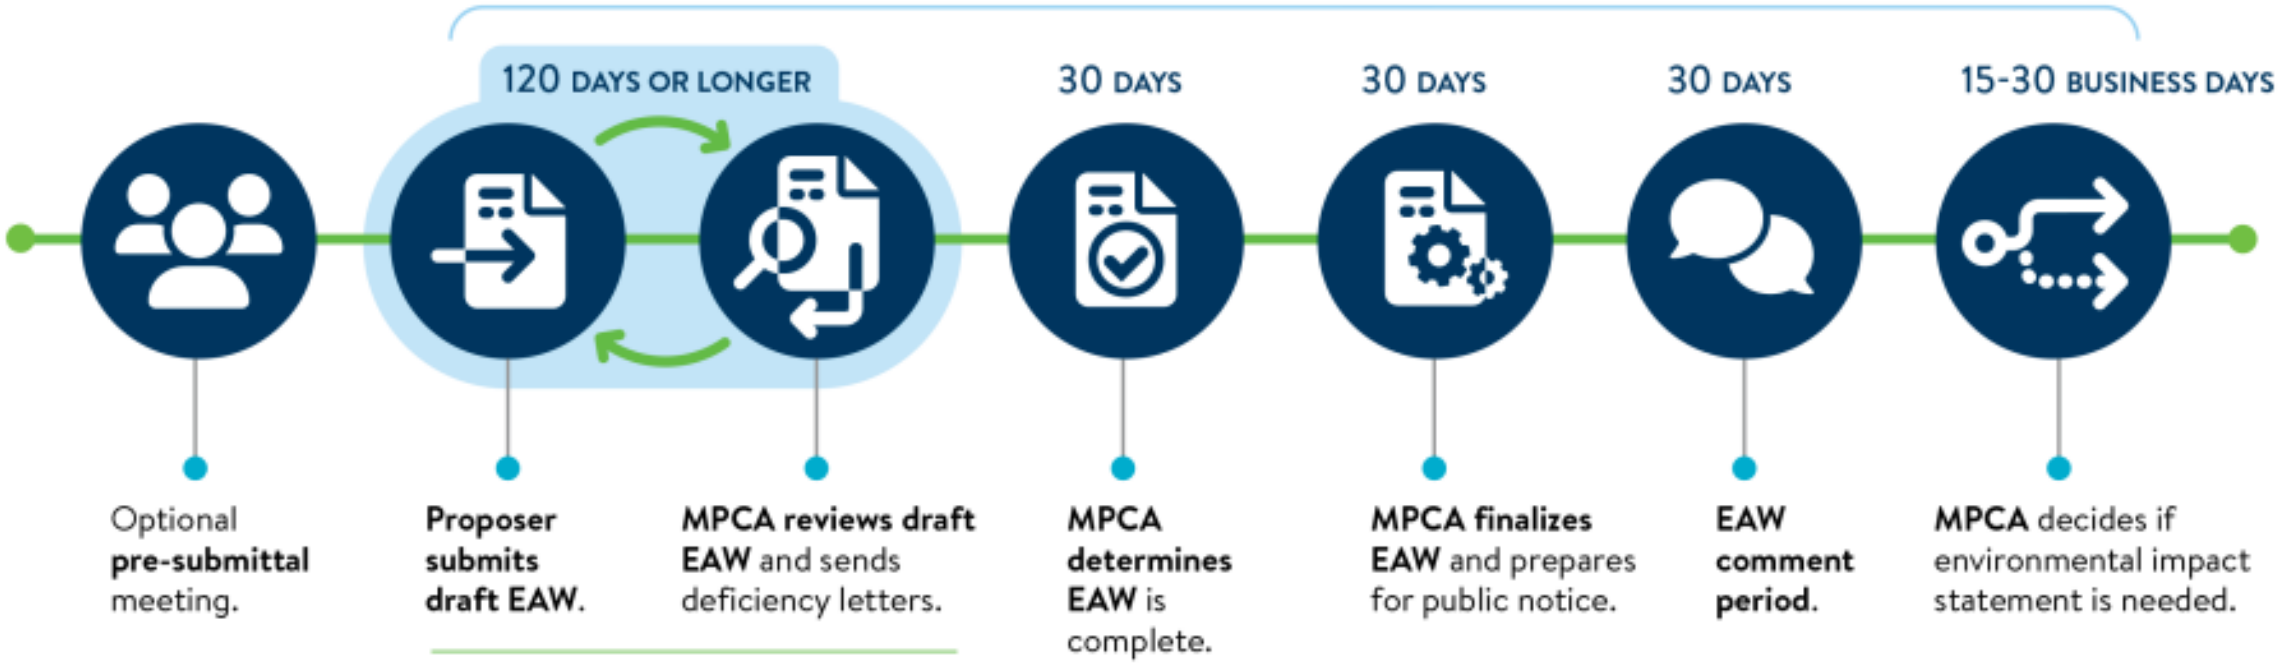 120 DAYS OR LONGER
30 DAYS
30 DAYS
30 DAYS
15-30 BUSINESS DAYS
Optional
pre-submittal
meeting.
Proposer
submits
draft EAW.
MPCA reviews draft
EAW and sends
deficiency letters.
MPCA
determines
EAW is
complete.
MPCA finalizes
EAW and prepares
for public notice.
EAW
comment
period.
MPCA decides if
environmental impact
statement is needed.